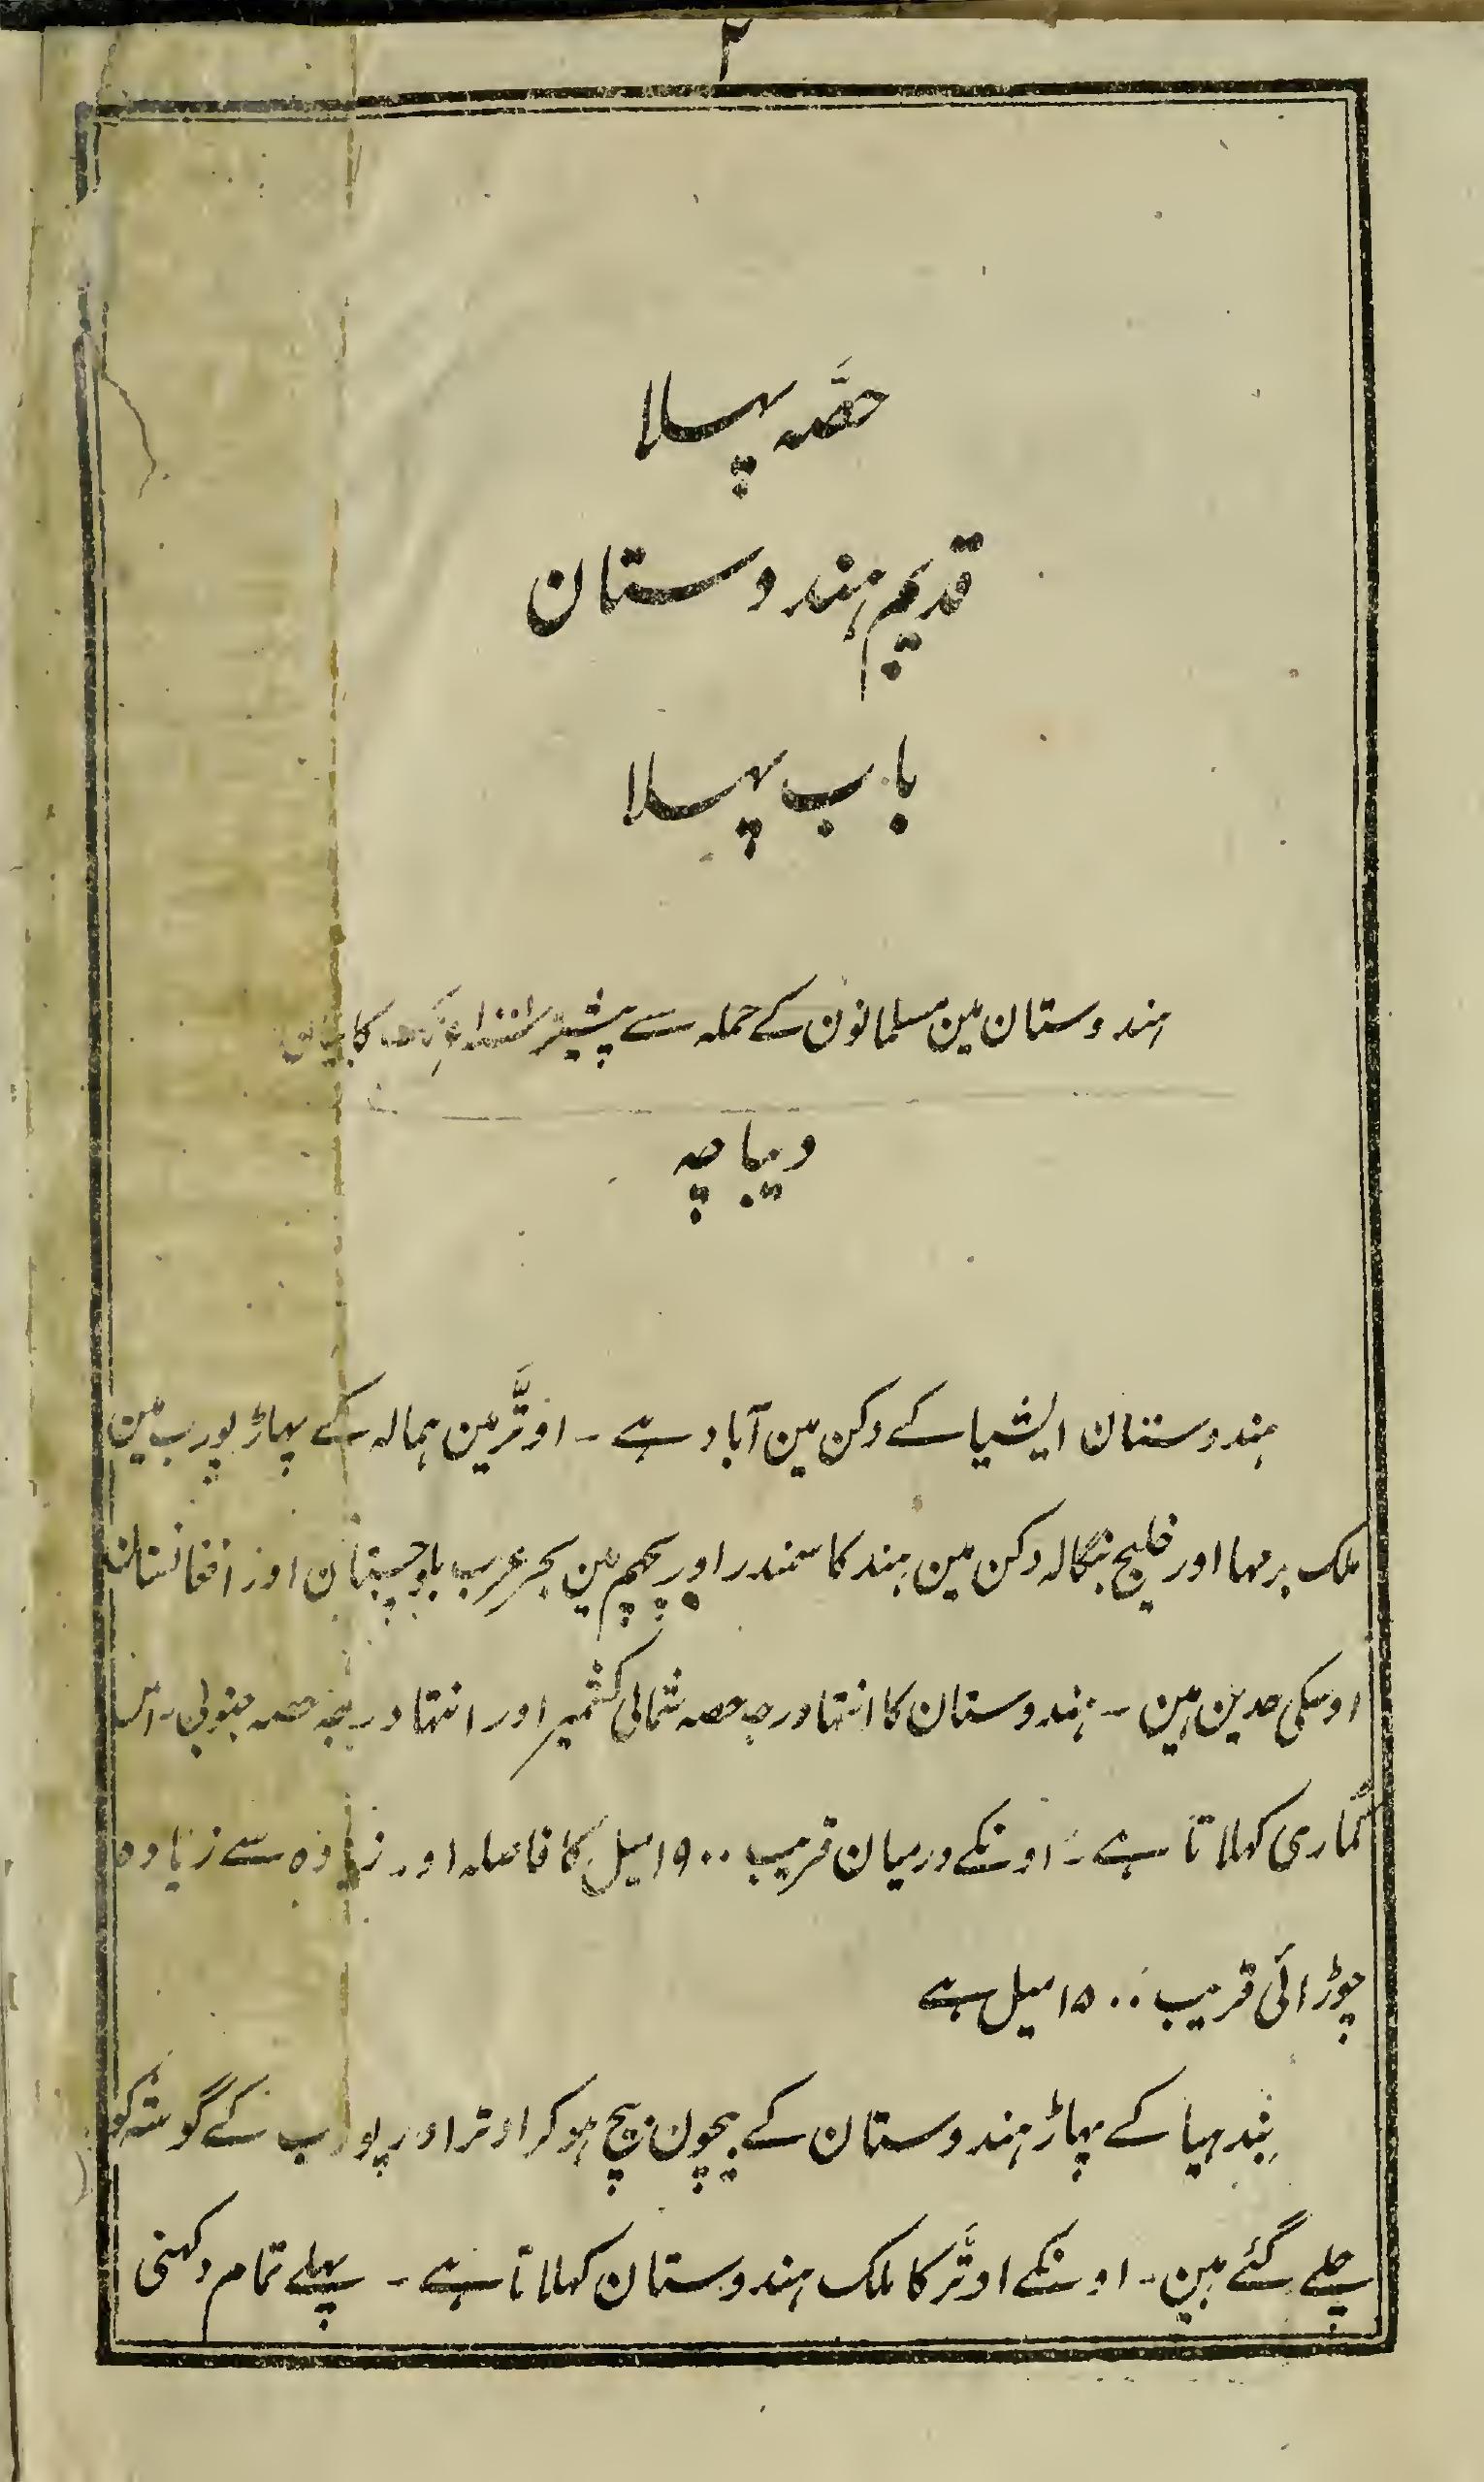 ۲
حصَّہ پہلا
قدیم ہندوستان
باب پہلا
ہندوستان مین مسلمانون کے حملہ سے پیشتر کا بیان
دیباچہ
ہندوستان ایشیا کے دکن مین آباد ہے ۔ اوتَّر مین ہمالہ کے پہاڑ پورب مین
ملک برمہا اور خلیج بنگالہ دکن مین ہند کا سمندر اور پچھم مین بحر عرب بلوچستان اور افغانستان
اوسکی حدین ہین ۔ ہندوستان کا انتہا درجہ حصہ شمالی کشمیر اور انتہا درجہ حصہ جنوبی راس
کماری کہلاتا ہے ۔ اونکے درمیان قریب ۱۹۰۰ میل کا فاصلہ اور زیادہ سے زیادہ
چوڑائی قریب ۱۵۰۰ میل ہے
بِندہیا کے پہاڑ ہندوستان کے بیچون بیچ ہوکر اوتر اور پورب کے گوشہ کو
چلے گئے ہین ۔ اونکے اوتَّر کا ملک ہندوستان کہلاتا ہے ۔ پہلے تمام دکہنی